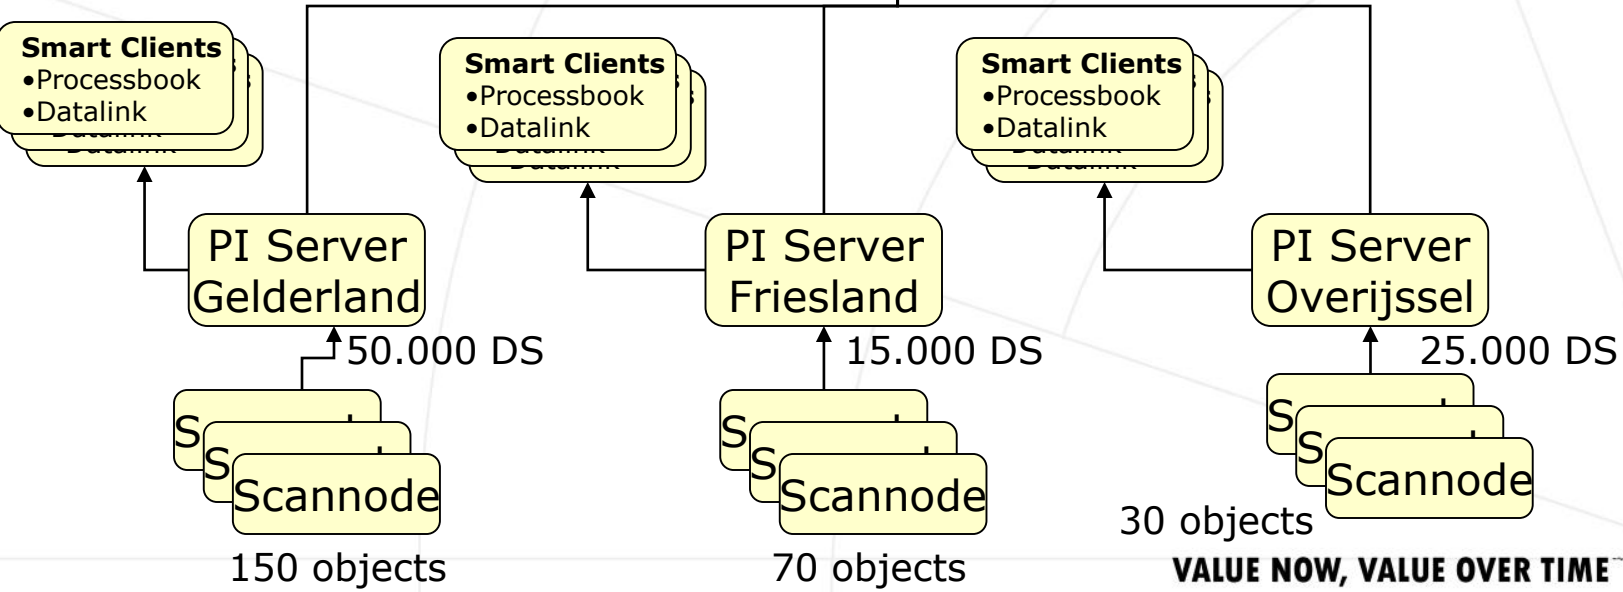 Smart Clients
•Processbook
•Datalink
Smart Clients
•Processbook
•Datalink
Smart Clients
•Processbook
•Datalink
PI Server
Gelderland
PI Server
Friesland
PI Server
Overijssel
50.000 DS
15.000 DS
25.000 DS
Scannode
Scannode
Scannode
30 objects
150 objects
70 objects
VALUE NOW, VALUE OVER TIME